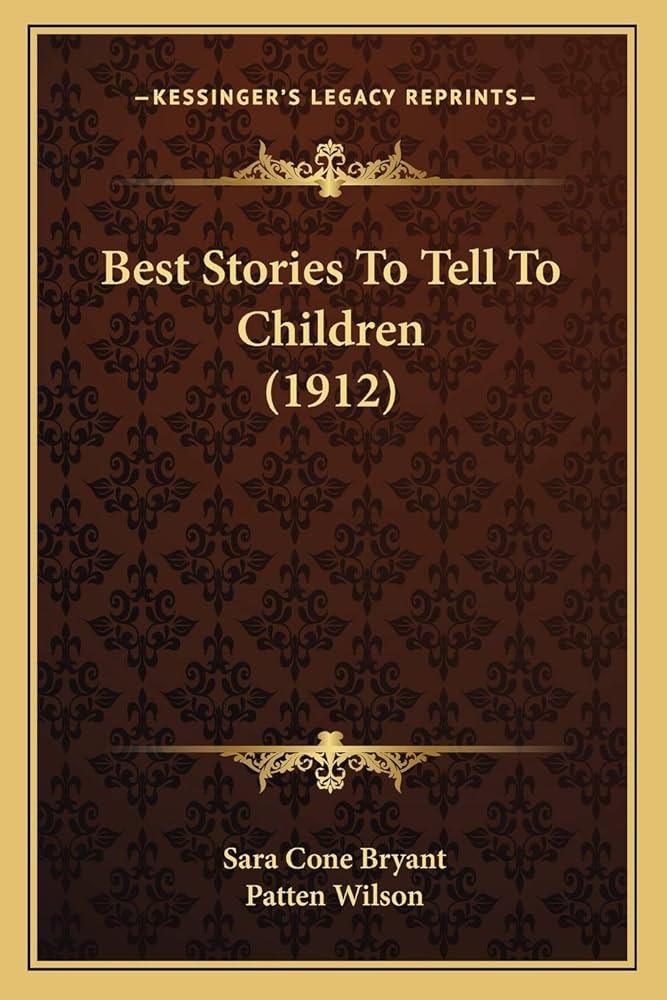 –KESSINGER'S LEGACY REPRINTS–
Best Stories To Tell To
Children
(1912)
Sara Cone Bryant
Patten Wilson